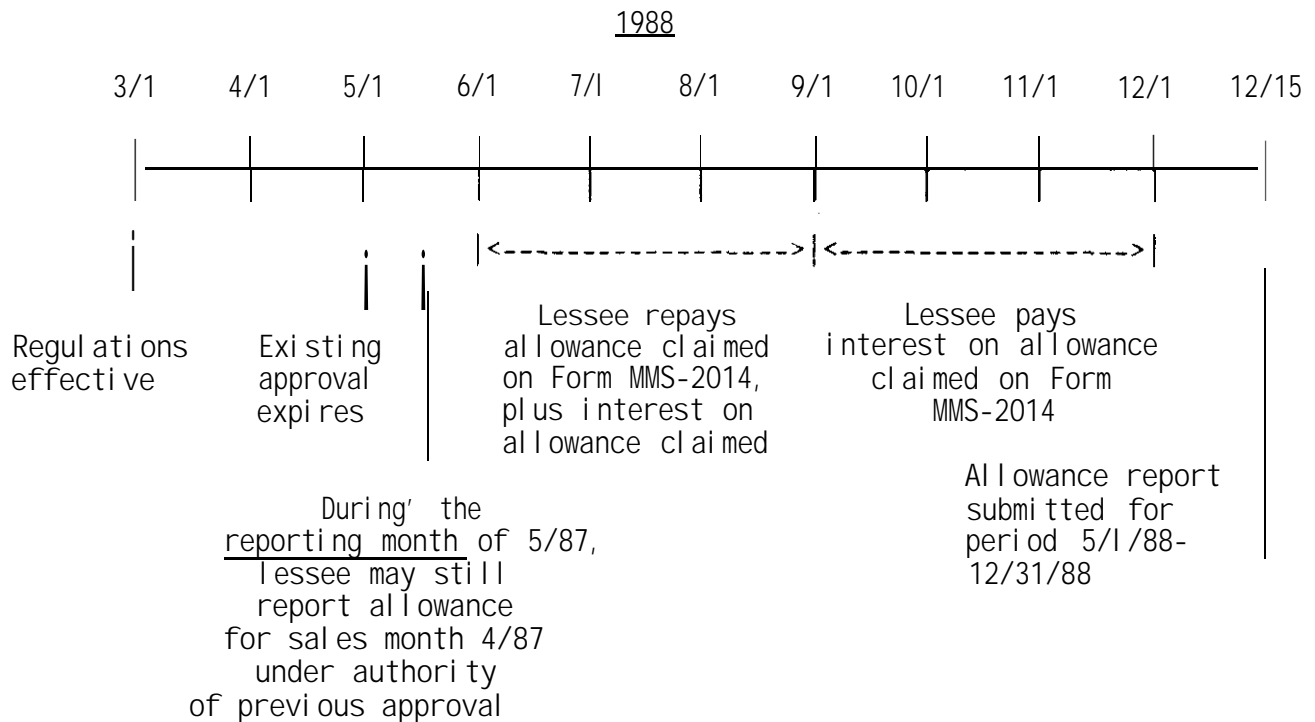 1988
3/1 4/1 5/1 6/1 7/l 8/1 9/1 10/1 11/1 12/1 12/15
Regulations
effective
Existing
approval
expires
Lessee repays
allowance claimed
on Form MMS-2014,
plus interest on
allowance claimed
Lessee pays
interest on allowance
claimed on Form
MMS-2014
During' the
reporting month of 5/87,
lessee may still
report allowance
for sales month 4/87
under authority
of previous approval
Allowance report
submitted for
period 5/l/88-
12/31/88